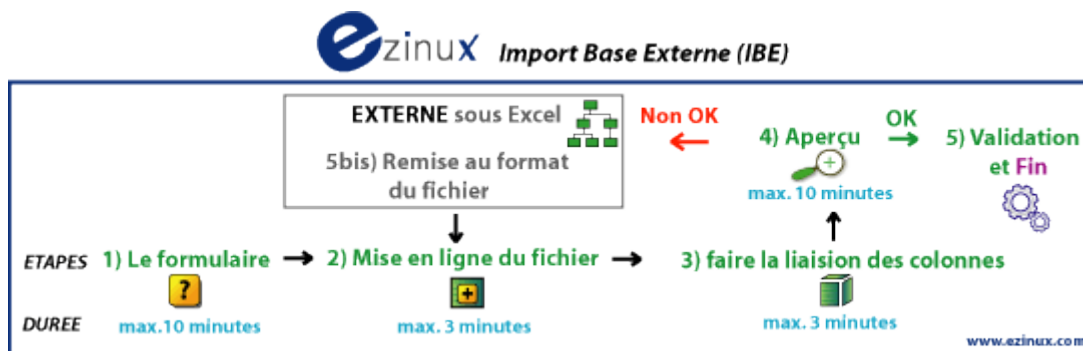 ezinux Import Base Externe (IBE)
EXTERNE sous Excel
5bis) Remise au format
du fichier
Non OK
4) Aperçu
max. 10 minutes
OK
5) Validation
et Fin
ETAPES 1) Le formulaire 2) Mise en ligne du fichier 3) faire la liaision des colonnes
?
DUREE max.10 minutes max. 3 minutes max. 3 minutes
www.ezinux.com